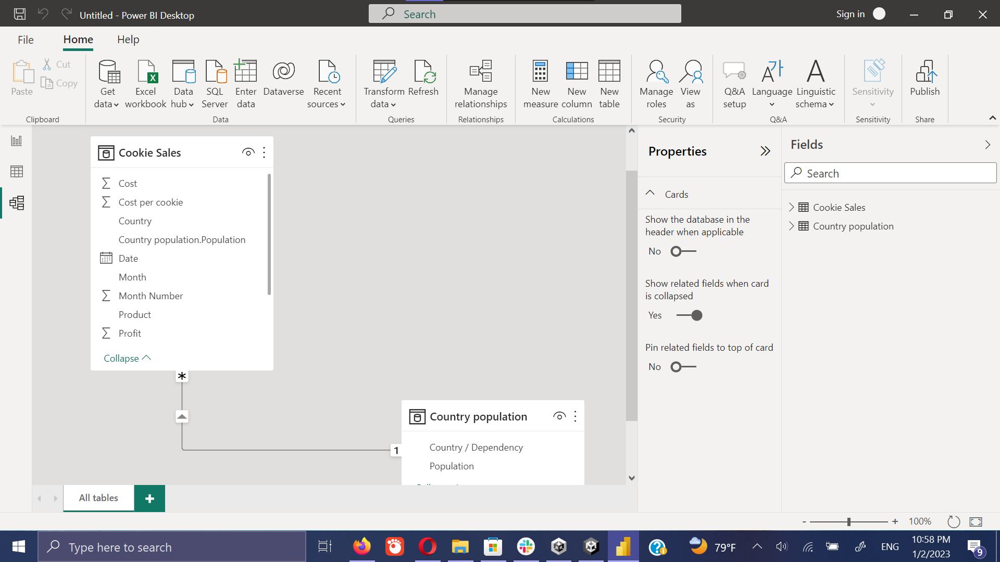 Untitled - Power BI Desktop
Search
Sign in
File
Home
Help
Paste
Cut
Copy
Clipboard
Get data
Excel workbook
Data hub
SQL Server
Enter data
Dataverse
Recent sources
Data
Transform data
Refresh
Queries
Manage relationships
Relationships
New measure
New column
New table
Calculations
Manage roles
View as
Security
Q&A setup
Language
Linguistic schema
Q&A
Sensitivity
Sensitivity
Publish
Share
Cookie Sales
Cost
Cost per cookie
Country
Country population.Population
Date
Month
Month Number
Product
Profit
Collapse
*
1
Country population
Country / Dependency
Population
All tables
+
Properties
Cards
Show the database in the
header when applicable
No
Show related fields when card
is collapsed
Yes
Pin related fields to top of card
No
Fields
Search
Cookie Sales
Country population
- + 100%
Type here to search
79°F
ENG
10:58 PM
1/2/2023
9